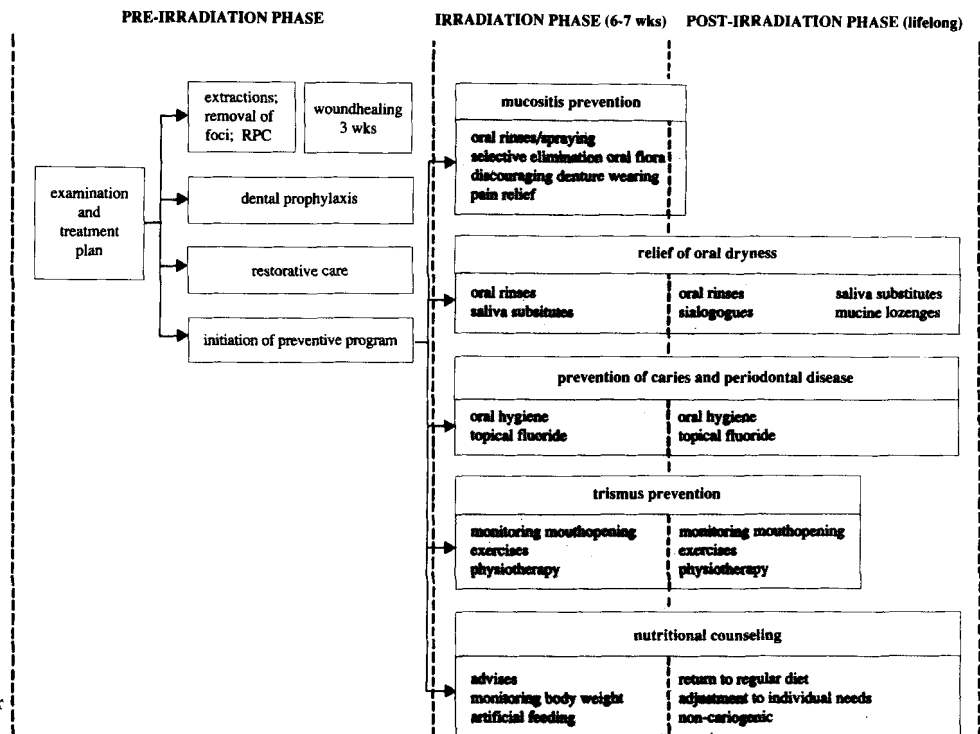 PRE-IRRADIATION PHASE
IRRADIATION PHASE (6-7 wks)
POST-IRRADIATION PHASE (lifelong)
examination
and
treatment
plan
extractions;
removal of
foci; RPC
woundhealing
3 wks
dental prophylaxis
restorative care
initiation of preventive program
mucositis prevention
oral rinses/spraying
selective elimination oral flora
discouraging denture wearing
pain relief
relief of oral dryness
oral rinses
saliva subsitutes
oral rinses
sialogogues
saliva substitutes
mucine lozenges
prevention of caries and periodontal disease
oral hygiene
topical fluoride
oral hygiene
topical fluoride
trismus prevention
monitoring mouthopening
exercises
physiotherapy
monitoring mouthopening
exercises
physiotherapy
nutritional counseling
advises
monitoring body weight
artificial feeding
return to regular diet
adjustment to individual needs
non-cariogenic